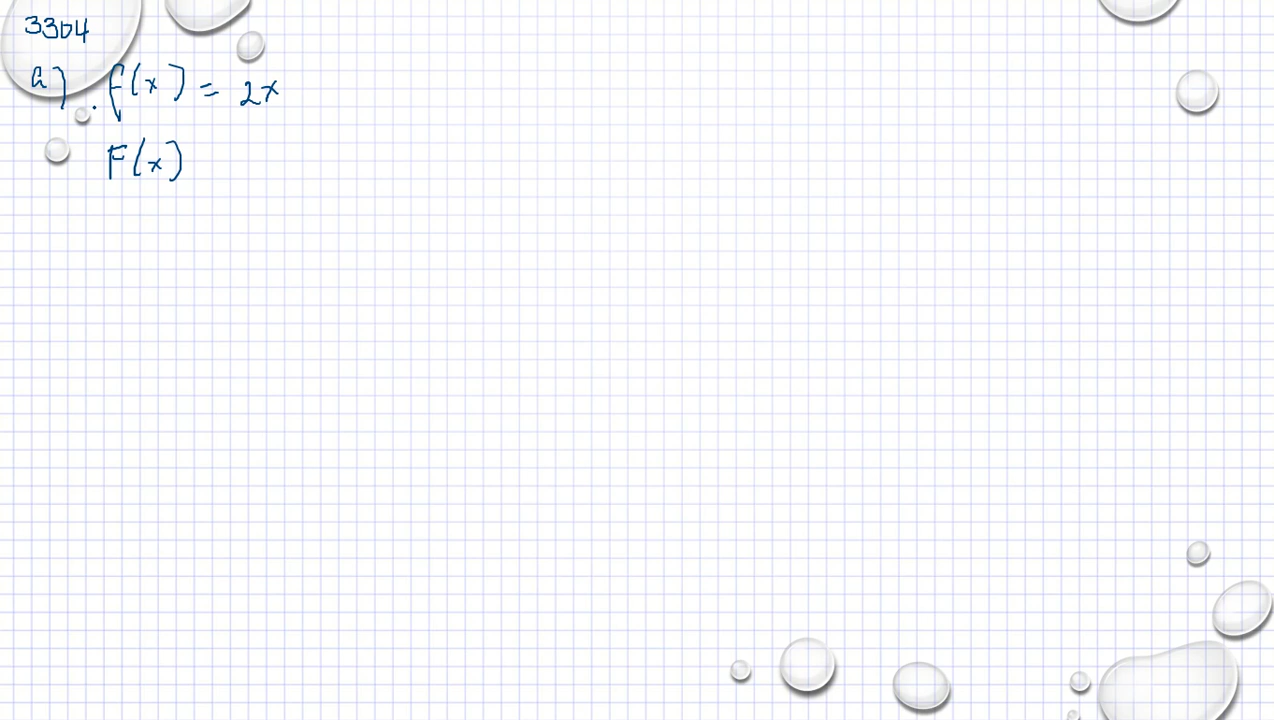 3304
a) f(x) = 2x
F(x)